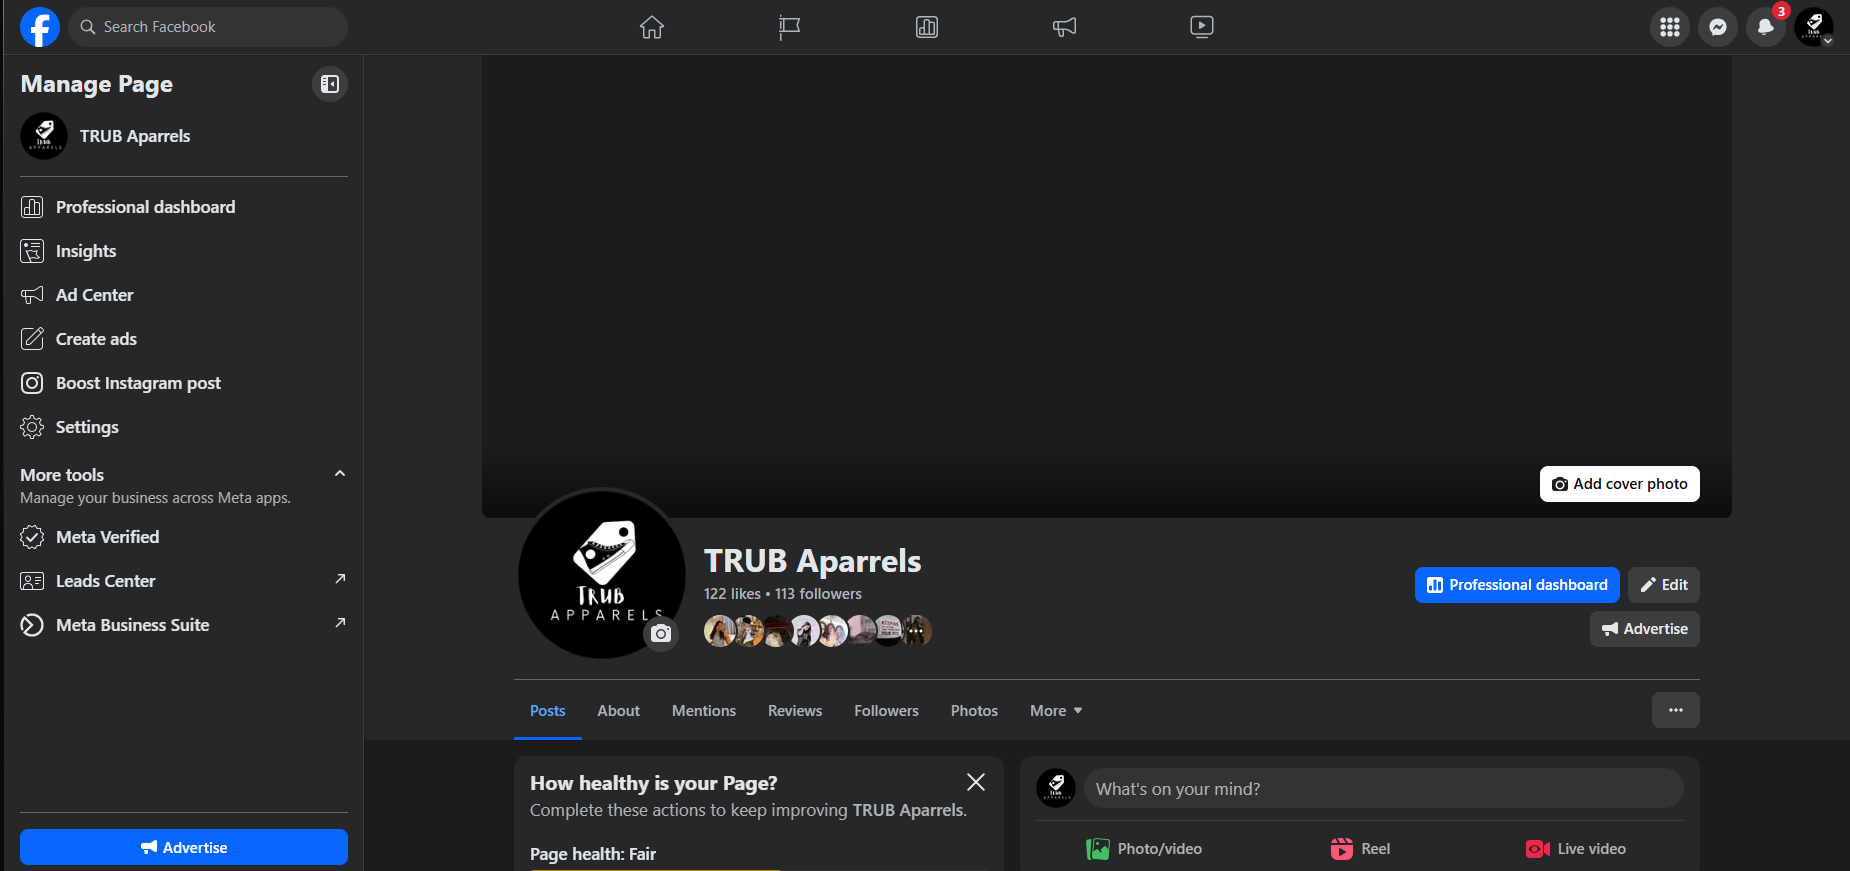 Search Facebook
3
Manage Page
TRUB
APPARELS
TRUB Aparrels
Professional dashboard
Insights
Ad Center
Create ads
Boost Instagram post
Settings
More tools
Manage your business across Meta apps.
Meta Verified
Leads Center
Meta Business Suite
Advertise
Add cover photo
TRUB
APPARELS
TRUB Aparrels
122 likes • 113 followers
Professional dashboard
Edit
Advertise
Posts
About
Mentions
Reviews
Followers
Photos
More
How healthy is your Page?
Complete these actions to keep improving TRUB Aparrels.
Page health: Fair
What's on your mind?
Photo/video
Reel
Live video